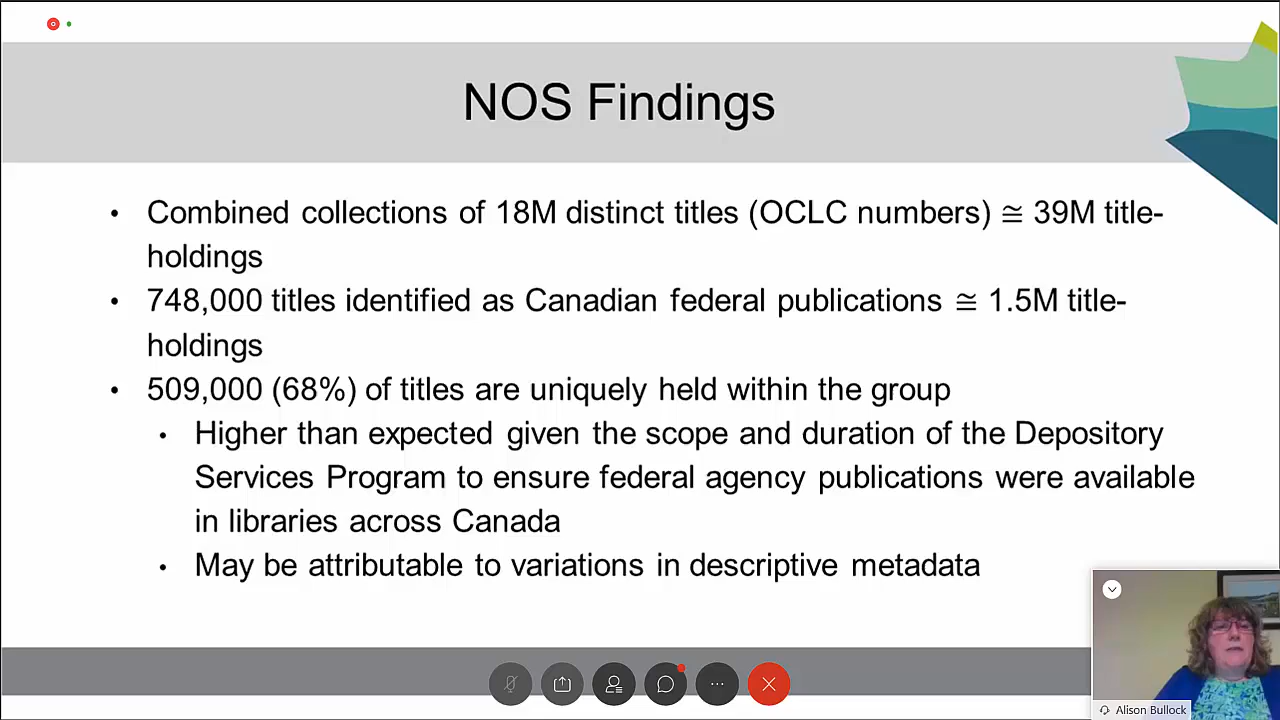 NOS Findings
• Combined collections of 18M distinct titles (OCLC numbers) ≅ 39M title-
holdings
• 748,000 titles identified as Canadian federal publications ≅ 1.5M title-
holdings
• 509,000 (68%) of titles are uniquely held within the group
• Higher than expected given the scope and duration of the Depository
Services Program to ensure federal agency publications were available
in libraries across Canada
• May be attributable to variations in descriptive metadata
Alison Bullock